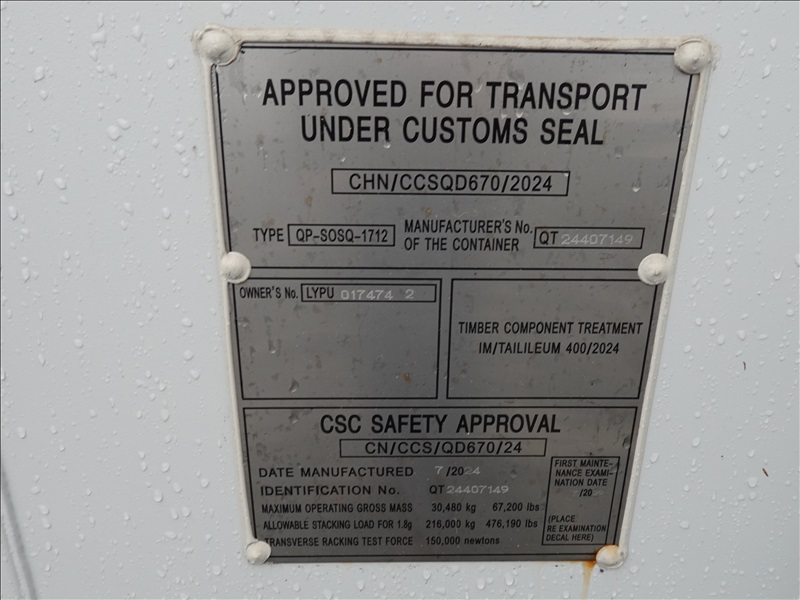 APPROVED FOR TRANSPORT
UNDER CUSTOMS SEAL
CHN/CCSQD670/2024
TYPE QP-SOSQ-1712 MANUFACTURER'S No. OF THE CONTAINER QT 24407149
OWNER'S No. LYPU 017474 2
TIMBER COMPONENT TREATMENT
IM/TAILILEUM 400/2024
CSC SAFETY APPROVAL
CN/CCS/QD670/24
DATE MANUFACTURED 7/2024
IDENTIFICATION No. QT 24407149
MAXIMUM OPERATING GROSS MASS 30,480 kg 67,200 lbs
ALLOWABLE STACKING LOAD FOR 1.8g 216,000 kg 476,190 lbs
TRANSVERSE RACKING TEST FORCE 150,000 newtons
FIRST MAINTE-
NANCE EXAMI-
NATION DATE
/20
(PLACE
RE EXAMINATION
DECAL HERE)